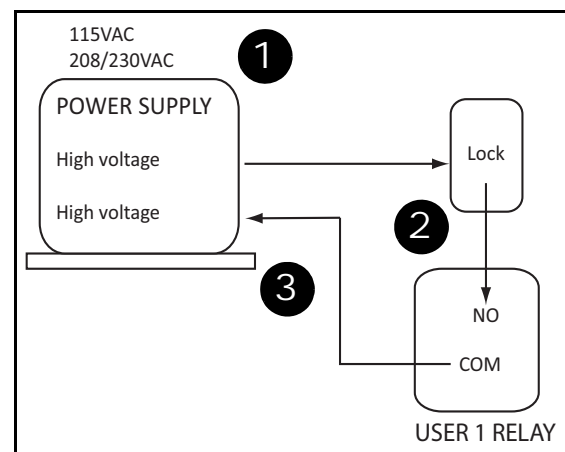 115VAC
208/230VAC
1
POWER SUPPLY
High voltage
Lock
High voltage
2
3
NO
COM
USER 1 RELAY